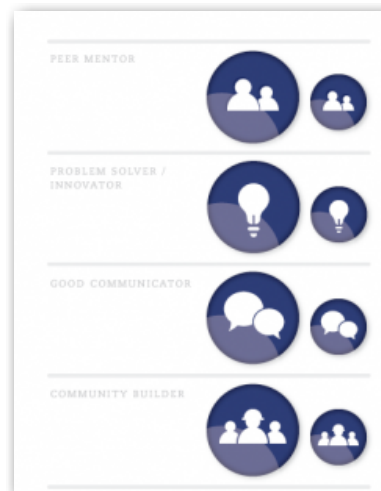 PEER MENTOR
PROBLEM SOLVER /
INNOVATOR
GOOD COMMUNICATOR
COMMUNITY BUILDER